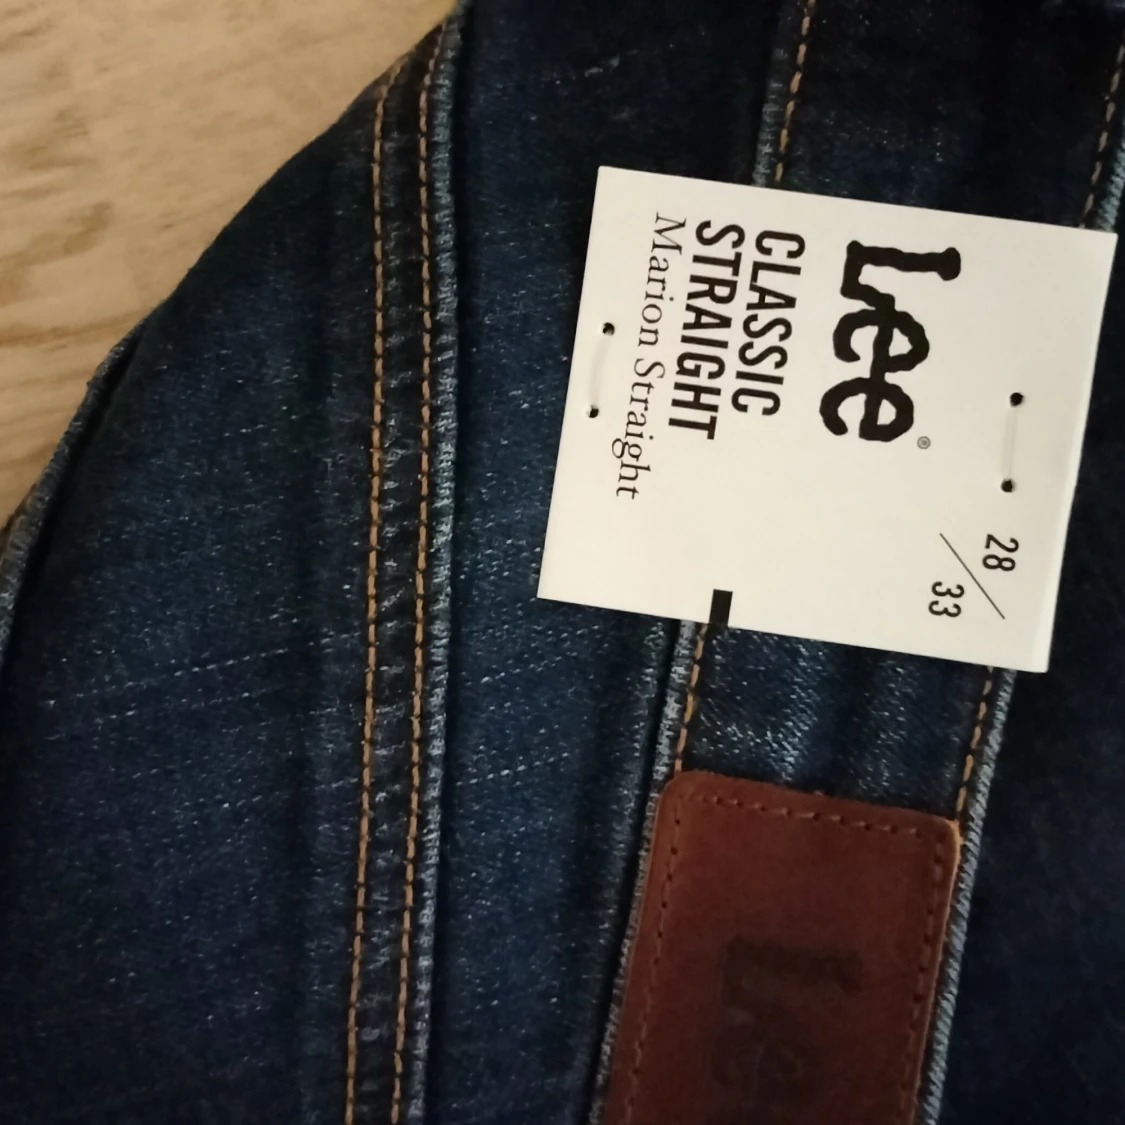 Lee®
CLASSIC
STRAIGHT
Marion Straight
28
33
Lee